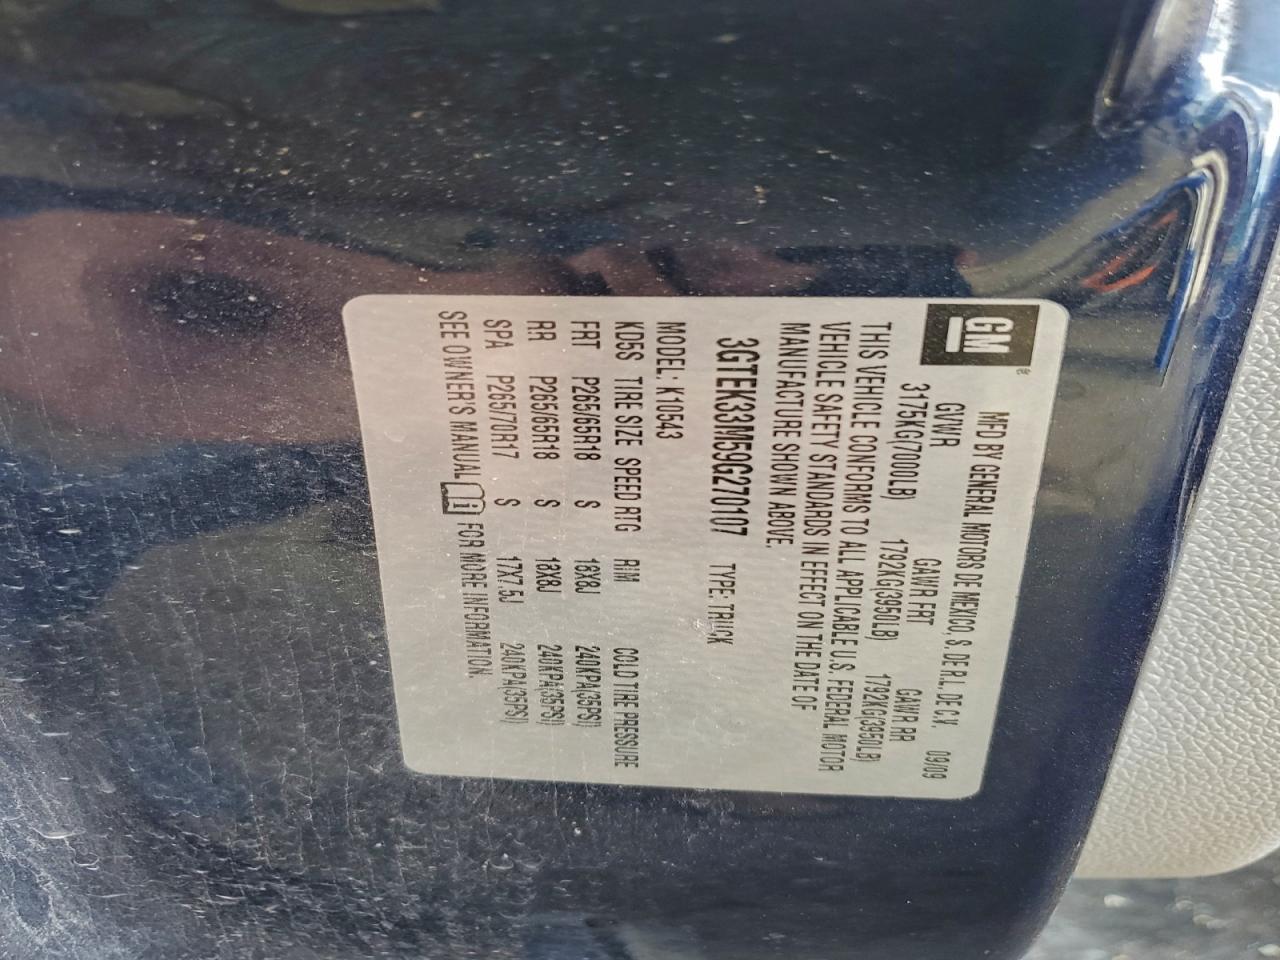 GM
®
MFD BY GENERAL MOTORS DE MEXICO, S. DE R.L. DE C.V. 09/09
GVWR GAWR FRT GAWR RR
3175KG(7000LB) 1792KG(3950LB) 1792KG(3950LB)
THIS VEHICLE CONFORMS TO ALL APPLICABLE U.S. FEDERAL MOTOR
VEHICLE SAFETY STANDARDS IN EFFECT ON THE DATE OF
MANUFACTURE SHOWN ABOVE.
3GTEK33M59G270107 TYPE: TRUCK
MODEL: K10543
KD5S TIRE SIZE SPEED RTG RIM COLD TIRE PRESSURE
FRT P265/65R18 S 18X8J 240KPA(35PSI)
RR P265/65R18 S 18X8J 240KPA(35PSI)
SPA P265/70R17 S 17X7.5J 240KPA(35PSI)
SEE OWNER'S MANUAL i FOR MORE INFORMATION.